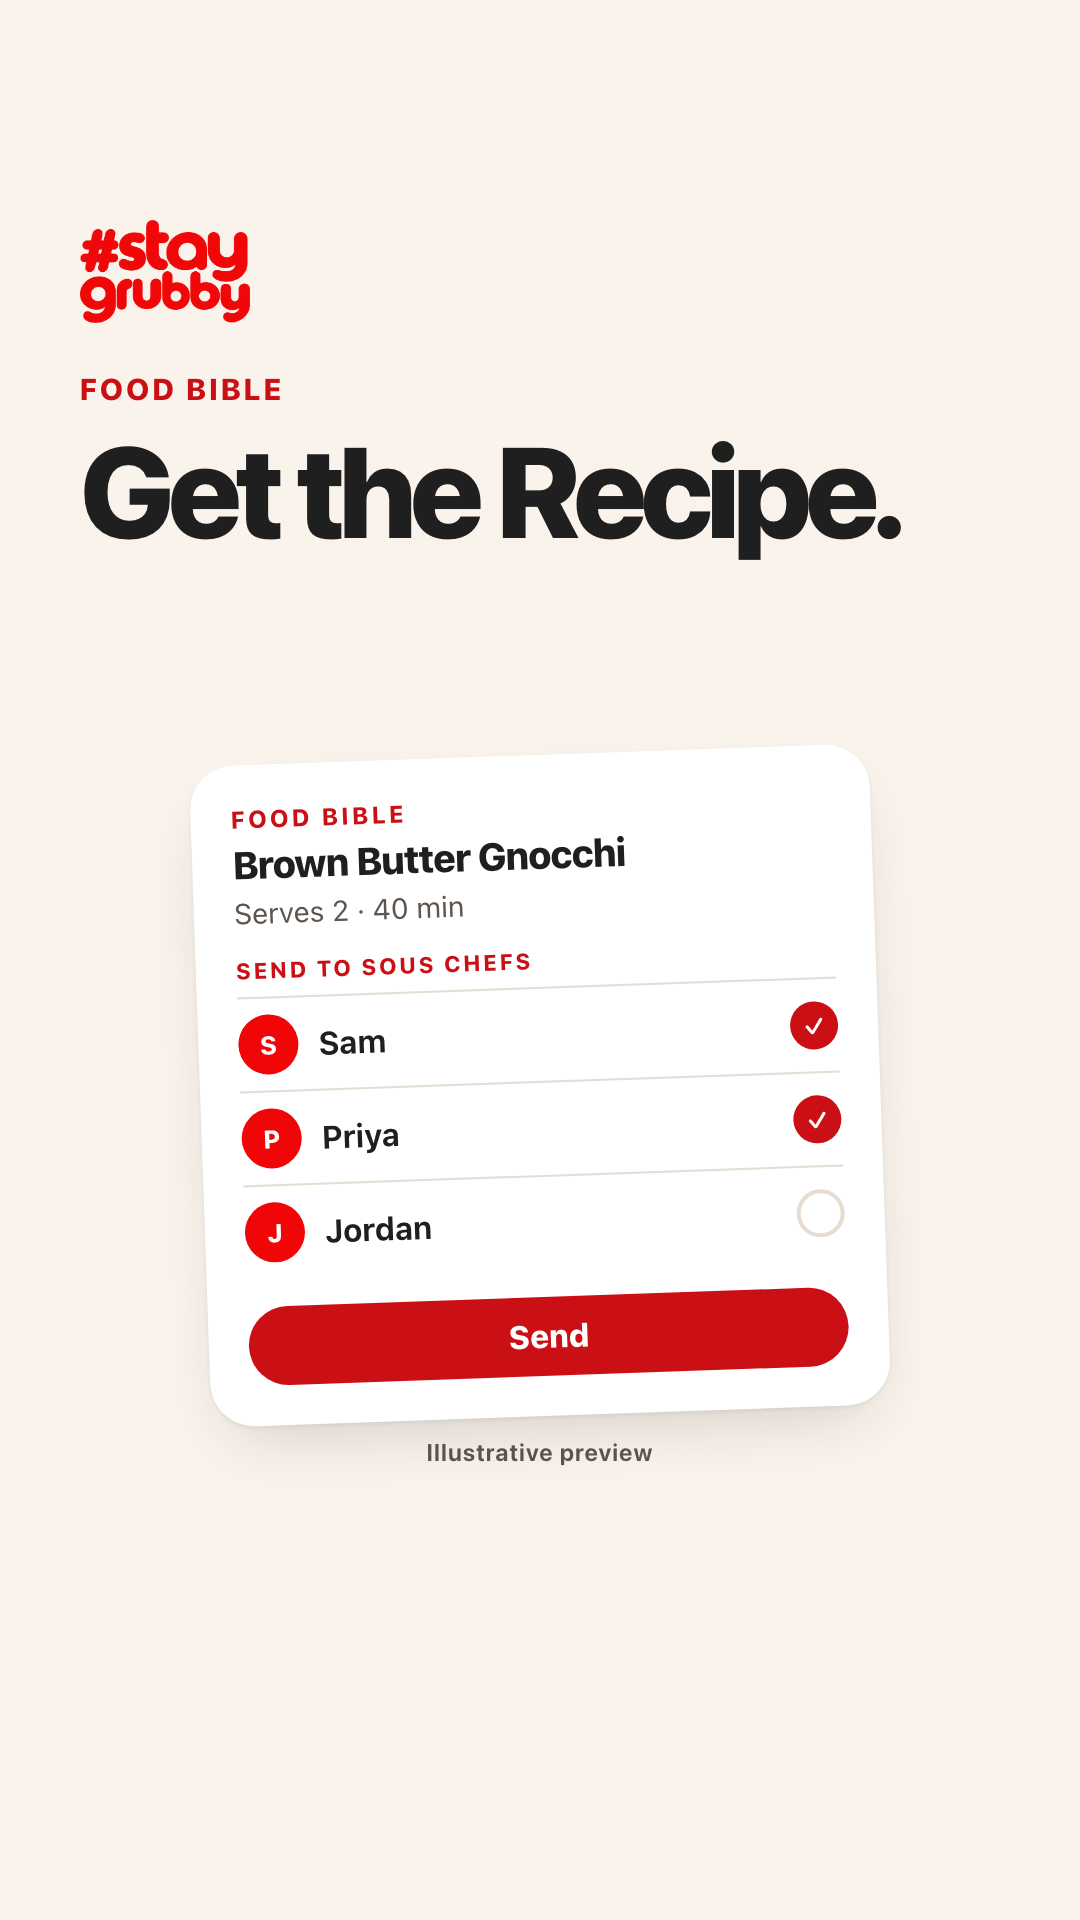 #stay
grubby
FOOD BIBLE
Get the Recipe.
FOOD BIBLE
Brown Butter Gnocchi
Serves 2 · 40 min
SEND TO SOUS CHEFS
S Sam
P Priya
J Jordan
Send
Illustrative preview